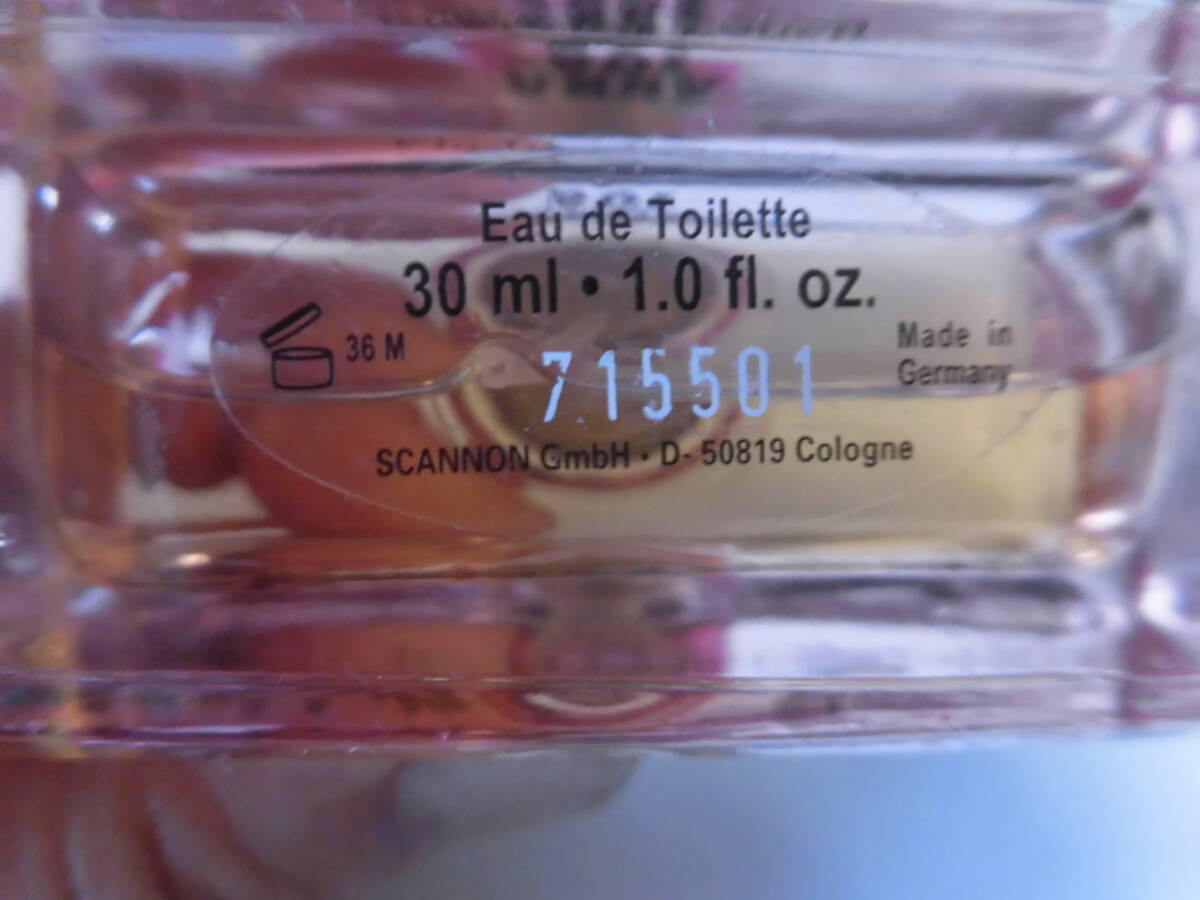 Eau de Toilette
30 ml • 1.0 fl. oz.
36 M
Made in
Germany
715501
SCANNON GmbH • D- 50819 Cologne